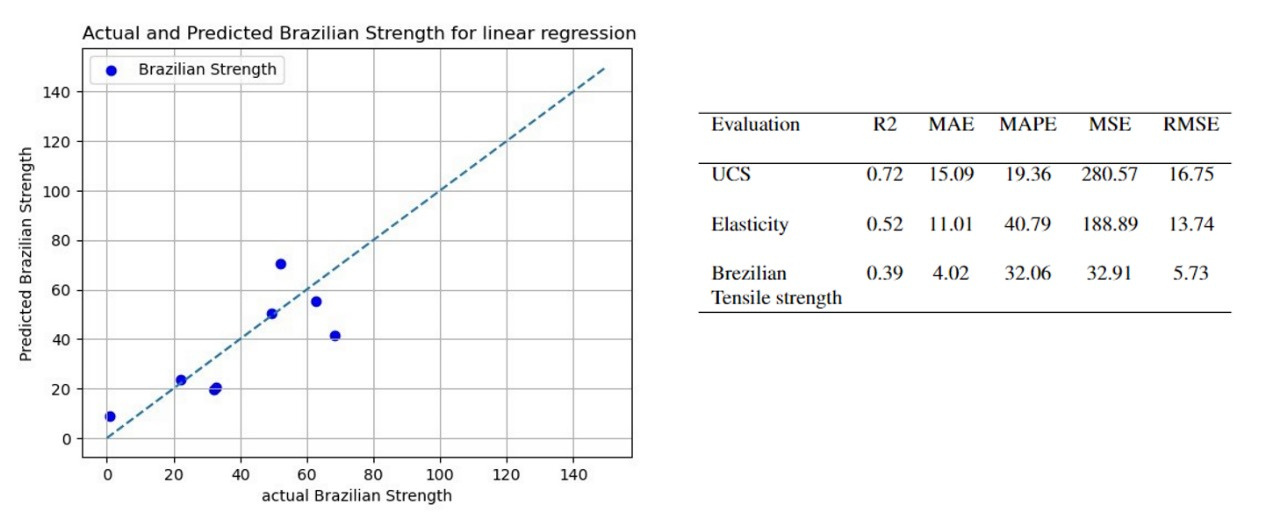 Actual and Predicted Brazilian Strength for linear regression
Brazilian Strength
140
120
100
80
60
40
20
0
Predicted Brazilian Strength
0 20 40 60 80 100 120 140
actual Brazilian Strength
Evaluation R2 MAE MAPE MSE RMSE
UCS 0.72 15.09 19.36 280.57 16.75
Elasticity 0.52 11.01 40.79 188.89 13.74
Brezilian 0.39 4.02 32.06 32.91 5.73
Tensile strength